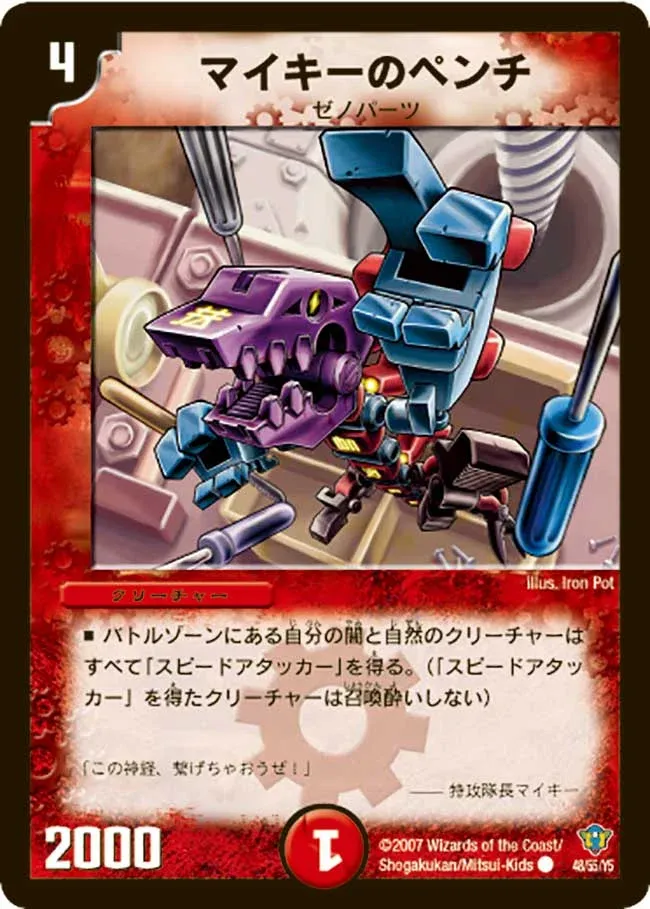 4
マイキーのペンチ
ゼノパーツ
Illus. Iron Pot
クリーチャー
■ バトルゾーンにある自分の闇と自然のクリーチャーは
すべて「スピードアタッカー」を得る。(「スピードアタッ
カー」を得たクリーチャーは召喚酔いしない)
「この神経、繋げちゃおうぜ！」
—— 特攻隊長マイキー
2000
1
©2007 Wizards of the Coast/
Shogakukan/Mitsui-Kids
48/55/Y5